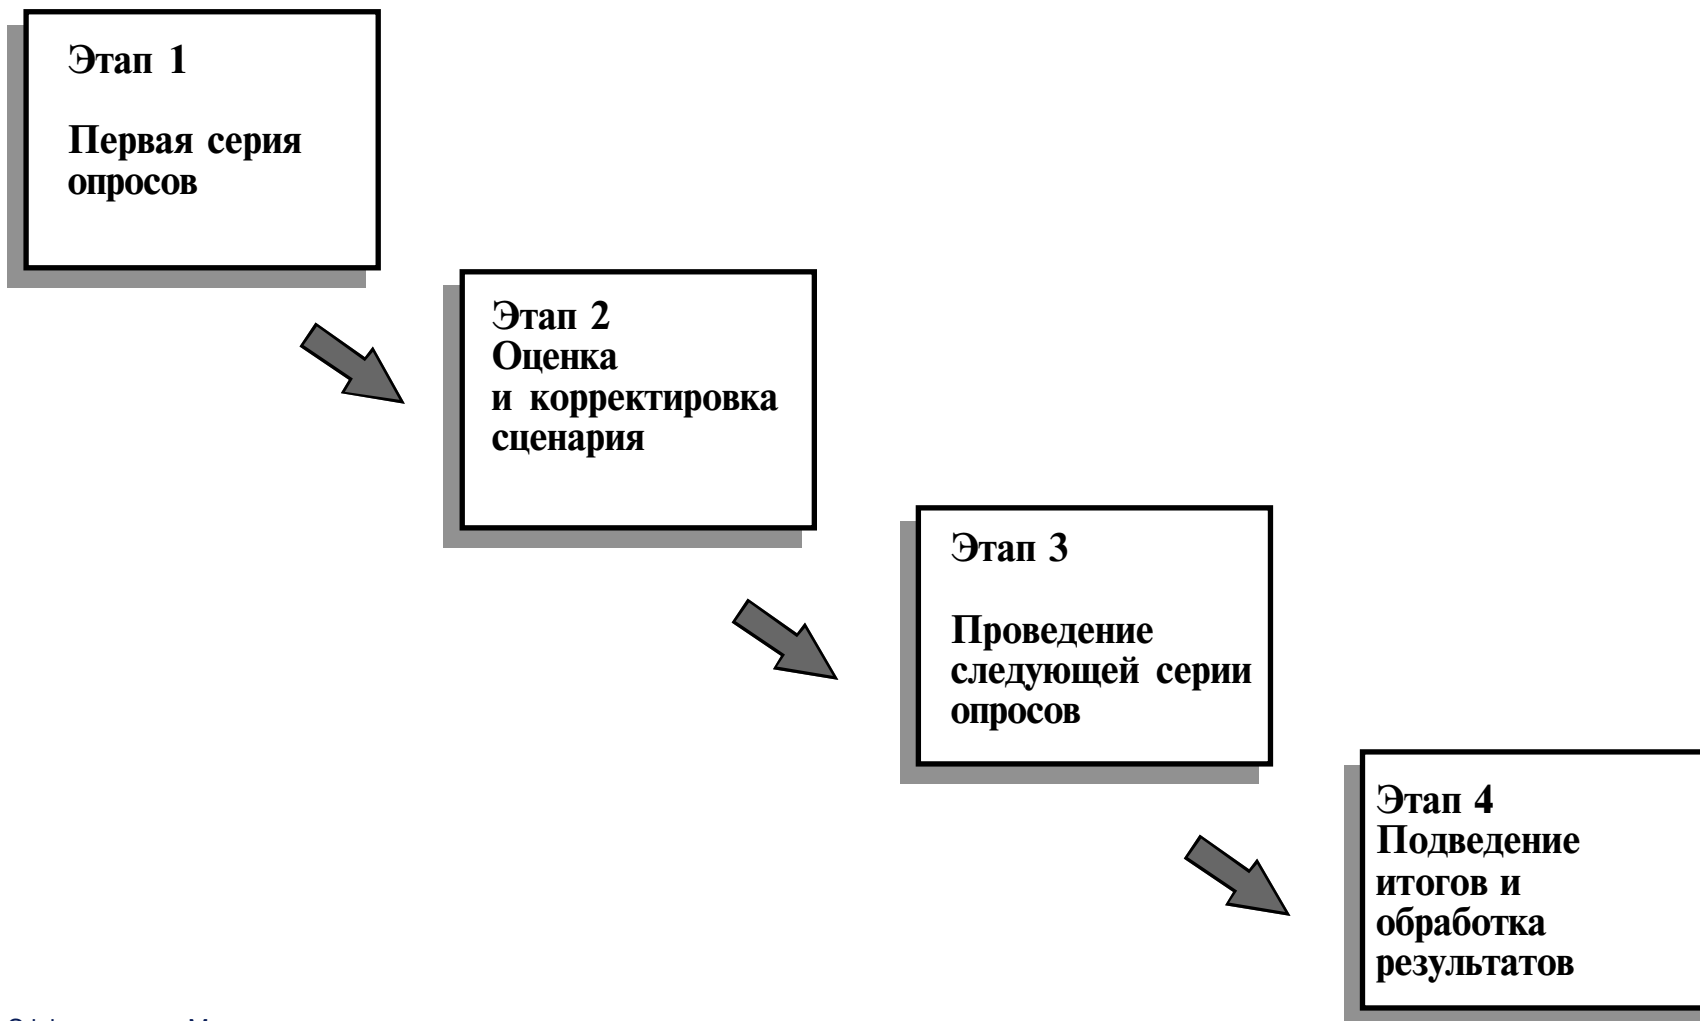 Этап 1
Первая серия
опросов
Этап 2
Оценка
и корректировка
сценария
Этап 3
Проведение
следующей серии
опросов
Этап 4
Подведение
итогов и
обработка
результатов